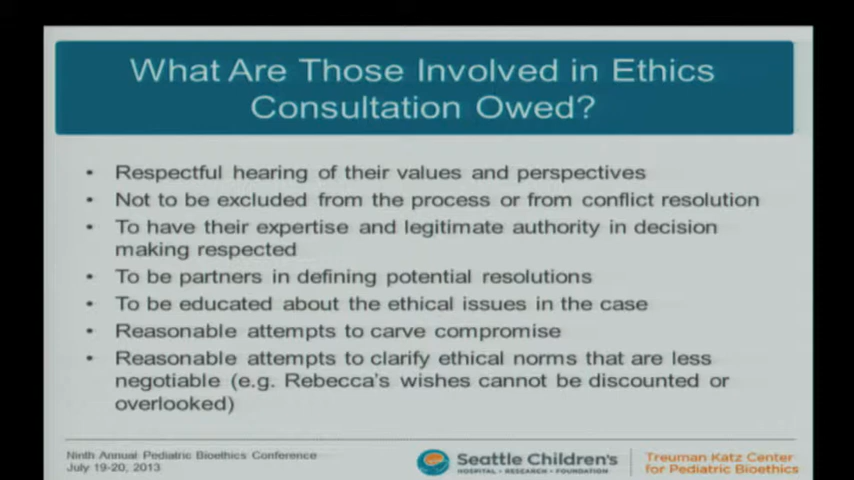 What Are Those Involved in Ethics
Consultation Owed?
• Respectful hearing of their values and perspectives
• Not to be excluded from the process or from conflict resolution
• To have their expertise and legitimate authority in decision
making respected
• To be partners in defining potential resolutions
• To be educated about the ethical issues in the case
• Reasonable attempts to carve compromise
• Reasonable attempts to clarify ethical norms that are less
negotiable (e.g. Rebecca's wishes cannot be discounted or
overlooked)
Ninth Annual Pediatric Bioethics Conference
July 19-20, 2013
Seattle Children's
HOSPITAL • RESEARCH • FOUNDATION
Treuman Katz Center
for Pediatric Bioethics